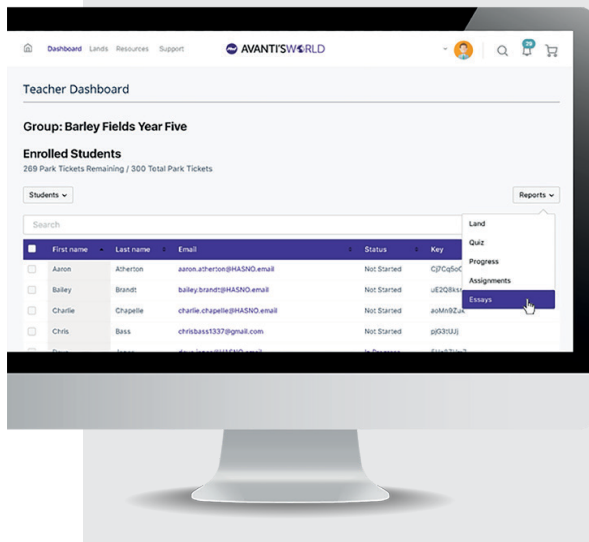 Dashboard Lands Resources Support AVANTI'S WORLD 29
Teacher Dashboard
Group: Barley Fields Year Five
Enrolled Students
269 Park Tickets Remaining / 300 Total Park Tickets
Students Reports
Search
Land
Quiz
Progress
Assignments
Essays
First name Last name Email Status Key
Aaron Atherton aaron.atherton@HASNO.email Not Started
Bailey Brandt bailey.brandt@HASNO.email Not Started
Charlie Chapelle charlie.chapelle@HASNO.email Not Started
Chris Bass chrisbass1337@gmail.com Not Started pjG3tUJj